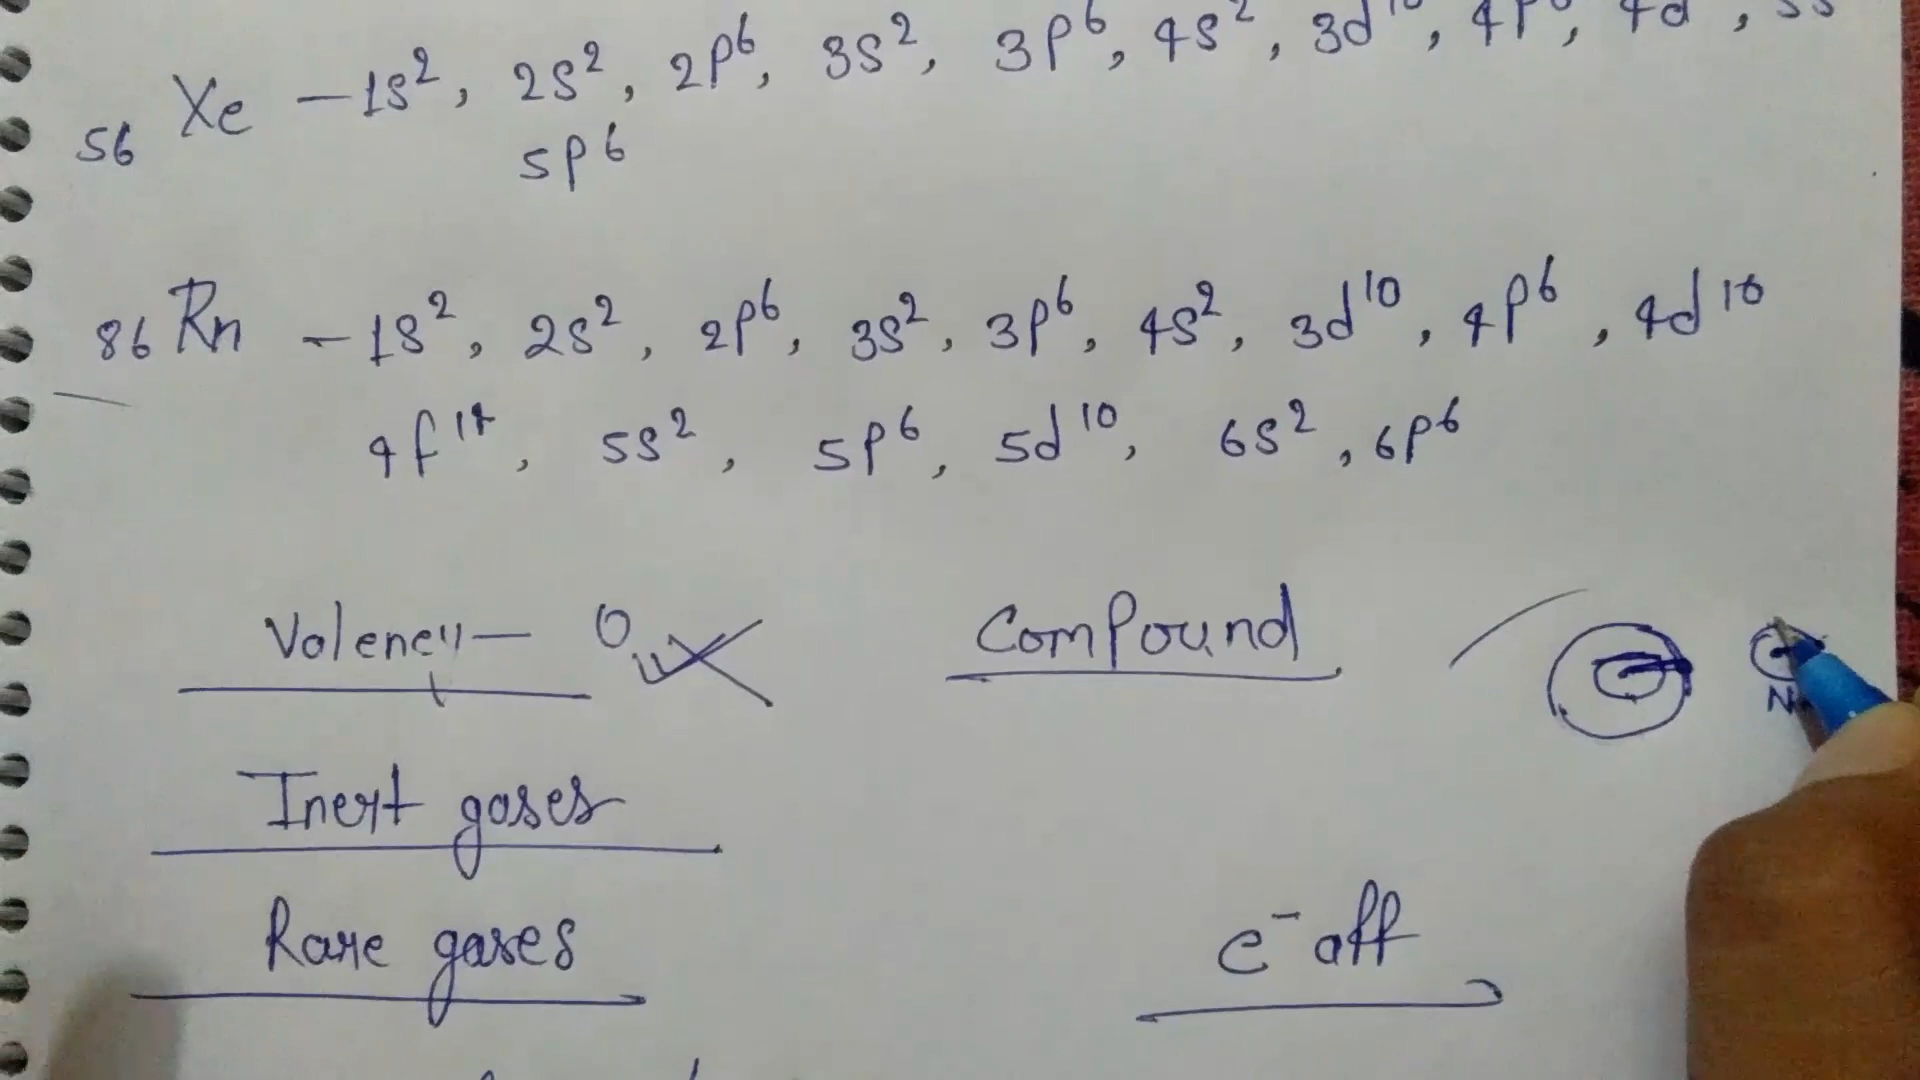 56 Xe – 1s², 2s², 2p⁶, 3s², 3p⁶, 4s², 3d¹⁰, 4p⁶, 4d
5p⁶
86 Rn – 1s², 2s², 2p⁶, 3s², 3p⁶, 4s², 3d¹⁰, 4p⁶, 4d¹⁰
4f¹⁴, 5s², 5p⁶, 5d¹⁰, 6s², 6p⁶
Valency – 0 Compound
Inert gases
Rare gases e⁻ aff